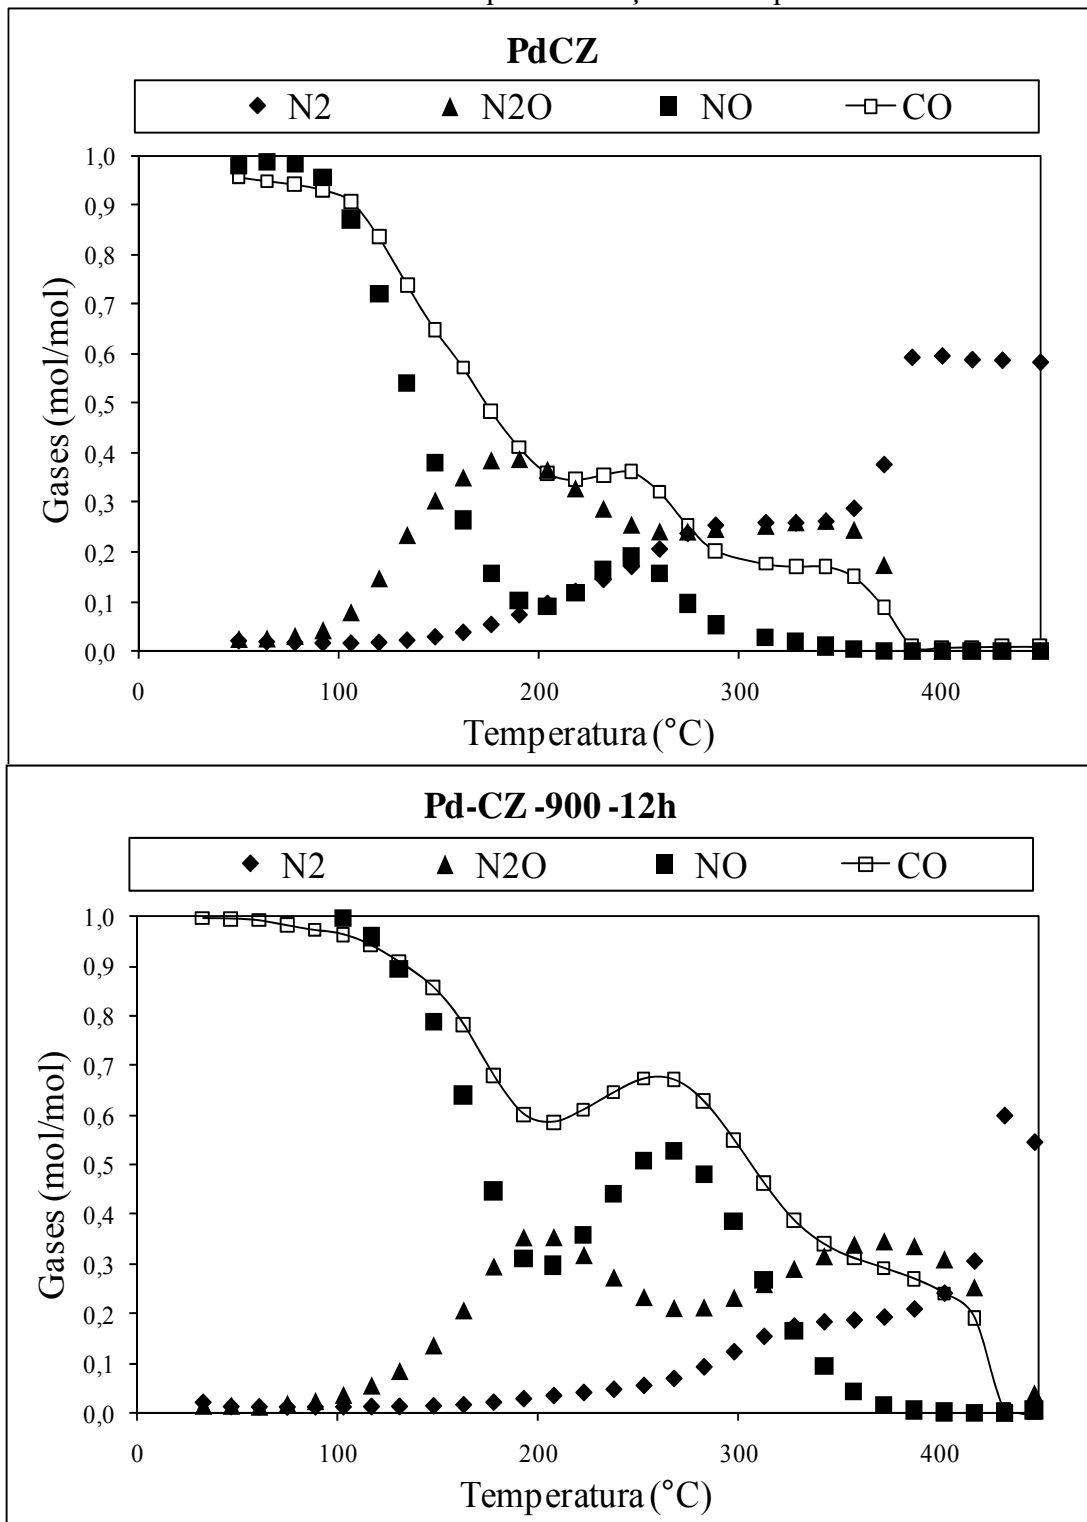 PdCZ
N2 N2O NO CO
1,0
0,9
0,8
0,7
0,6
0,5
0,4
0,3
0,2
0,1
0,0
Gases (mol/mol)
0 100 200 300 400
Temperatura (°C)
Pd-CZ -900 -12h
N2 N2O NO CO
1,0
0,9
0,8
0,7
0,6
0,5
0,4
0,3
0,2
0,1
0,0
Gases (mol/mol)
0 100 200 300 400
Temperatura (°C)